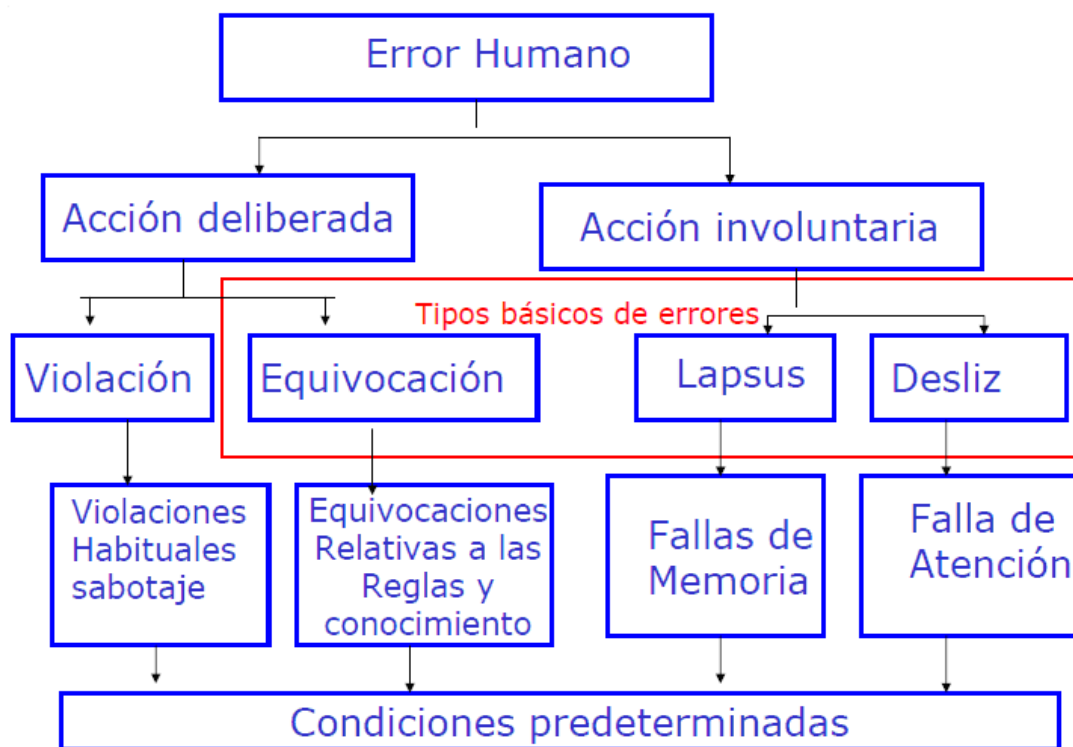 Error Humano
Acción deliberada
Acción involuntaria
Tipos básicos de errores
Violación
Equivocación
Lapsus
Desliz
Violaciones
Habituales
sabotaje
Equivocaciones
Relativas a las
Reglas y
conocimiento
Fallas de
Memoria
Falla de
Atención
Condiciones predeterminadas